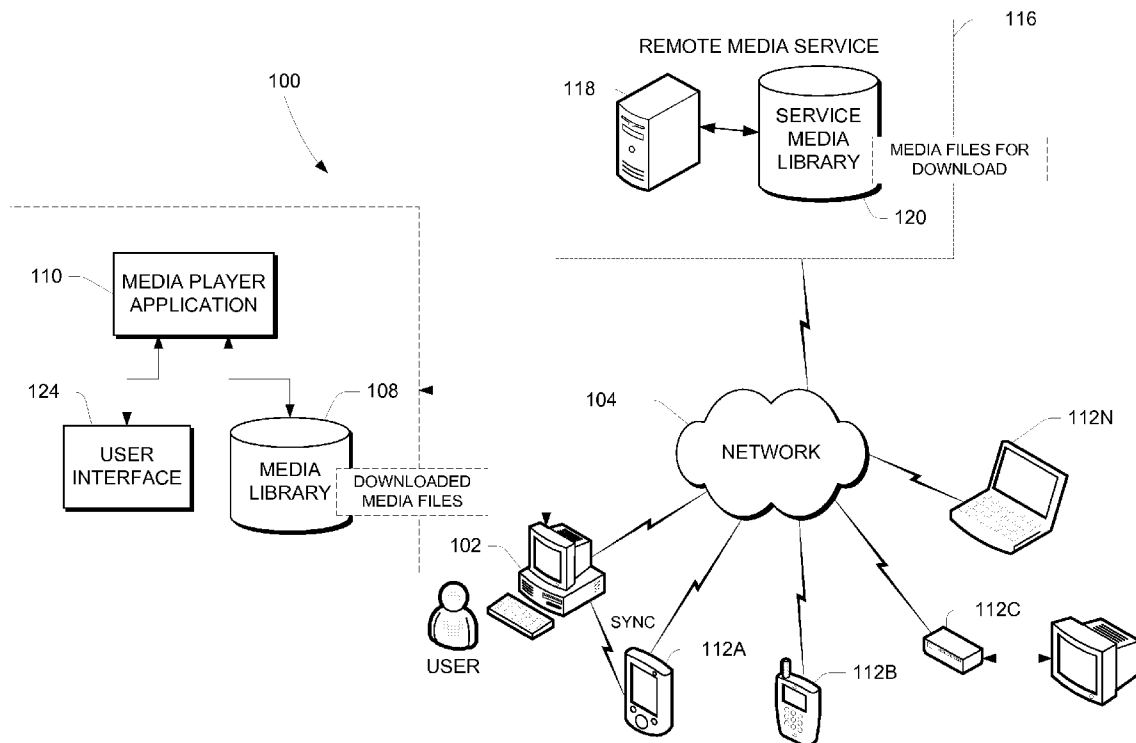 116
REMOTE MEDIA SERVICE
100
118
SERVICE
MEDIA
LIBRARY
MEDIA FILES FOR
DOWNLOAD
120
110
MEDIA PLAYER
APPLICATION
124
108
104
112N
USER
INTERFACE
MEDIA
LIBRARY
DOWNLOADED
MEDIA FILES
NETWORK
102
SYNC
112A
112B
112C
USER